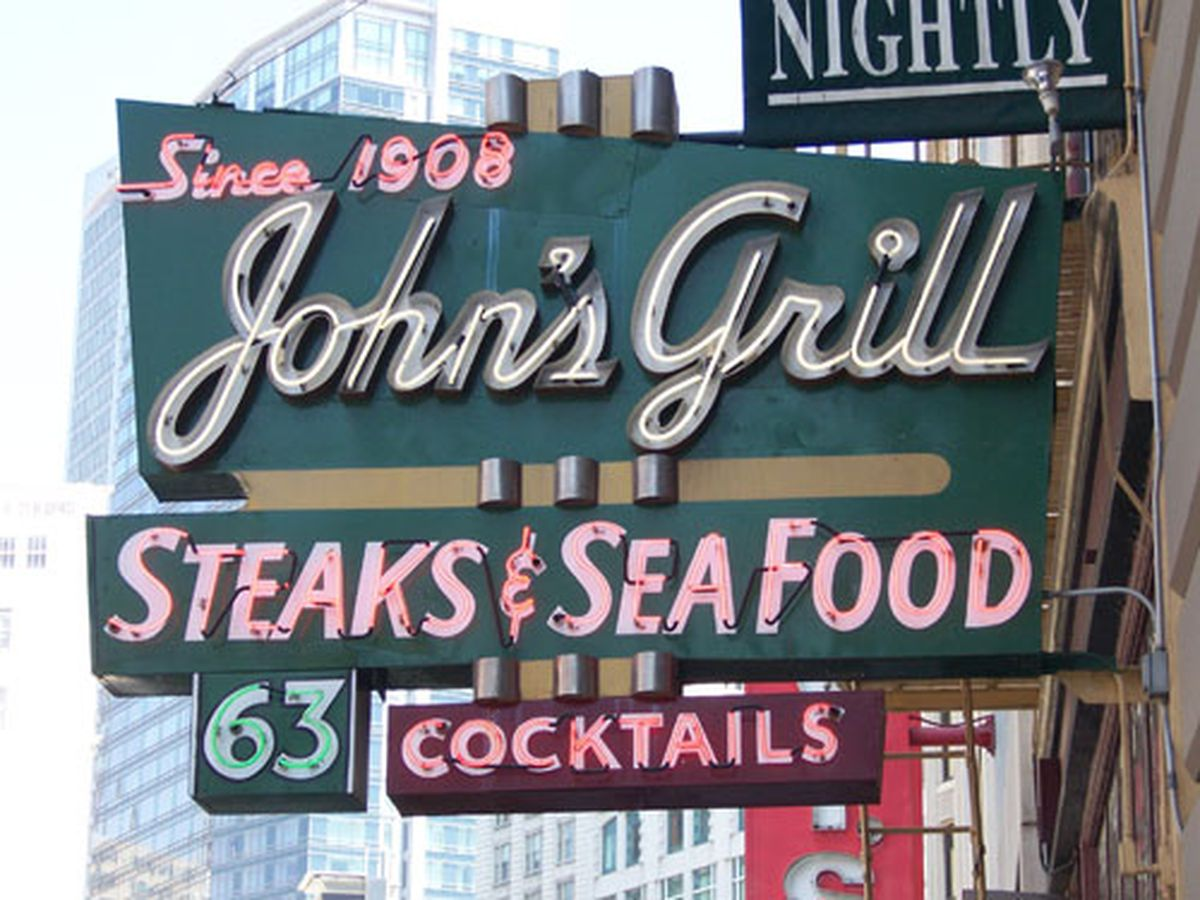 NIGHTLY
Since 1908
John's Grill
STEAKS & SEAFOOD
63
COCKTAILS
S